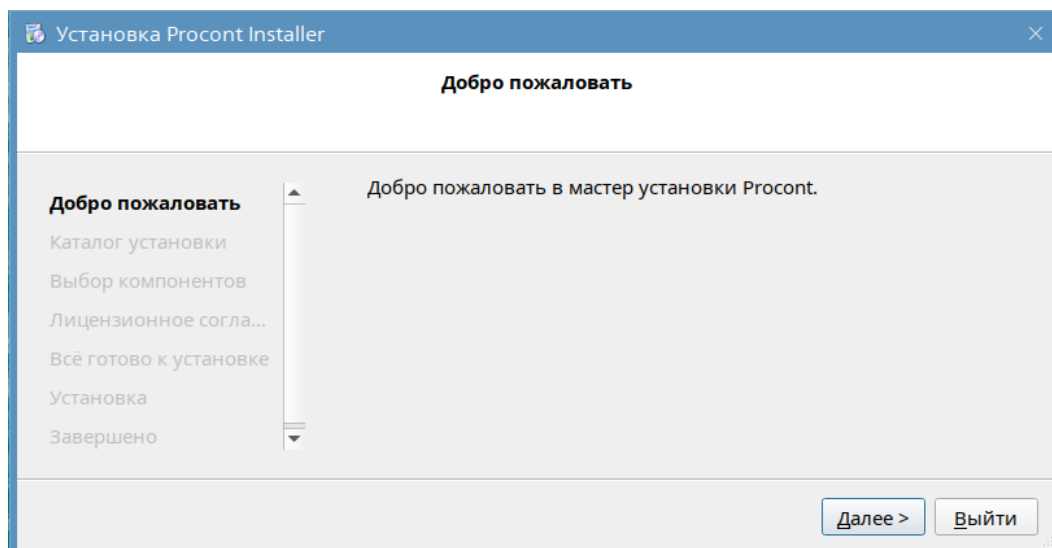 Установка Procont Installer
Добро пожаловать
Добро пожаловать
Каталог установки
Выбор компонентов
Лицензионное согла...
Всё готово к установке
Установка
Завершено
Добро пожаловать в мастер установки Procont.
Далее >
Выйти